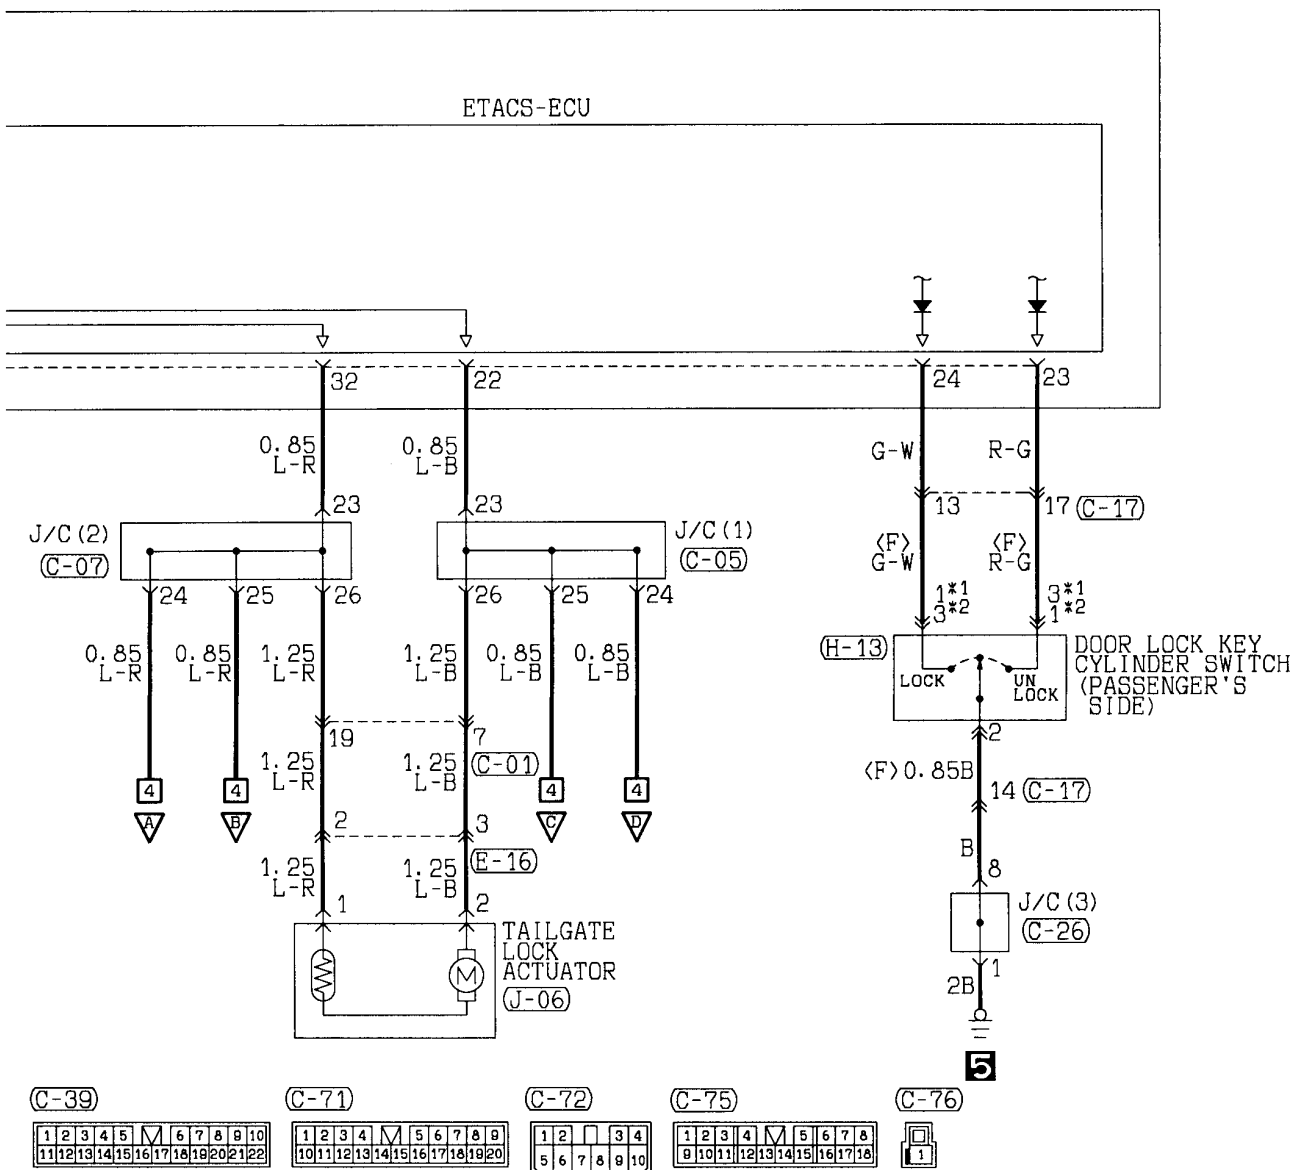 ETACS-ECU
32
22
24
23
0.85
L-R
0.85
L-B
G-W
R-G
23
23
13
17
(C-17)
J/C(2)
(C-07)
J/C(1)
(C-05)
<F>
G-W
<F>
R-G
24
25
26
26
25
24
1*1
3*2
3*1
1*2
0.85
L-R
0.85
L-R
1.25
L-R
1.25
L-B
0.85
L-B
0.85
L-B
(H-13)
LOCK
UN
LOCK
DOOR LOCK KEY
CYLINDER SWITCH
(PASSENGER'S
SIDE)
19
7
2
1.25
L-R
1.25
L-B
(C-01)
<F>0.85B
14
(C-17)
4
4
4
4
A
B
C
D
2
3
1.25
L-R
1.25
L-B
(E-16)
B
8
1
2
J/C(3)
(C-26)
TAILGATE
LOCK
ACTUATOR
(J-06)
M
1
2B
5
(C-39)
(C-71)
(C-72)
(C-75)
(C-76)
1 2 3 4 5 6 7 8 9 10
11 12 13 14 15 16 17 18 19 20 21 22
1 2 3 4 5 6 7 8 9
10 11 12 13 14 15 16 17 18 19 20
1 2 3 4
5 6 7 8 9 10
1 2 3 4 5 6 7 8
9 10 11 12 13 14 15 16 17 18
1